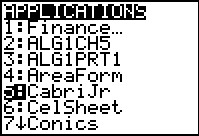 APPLICATIONS
1:Finance…
2:ALG1CH5
3:ALG1PRT1
4:AreaForm
5:CabriJr
6:CelSheet
7↓Conics